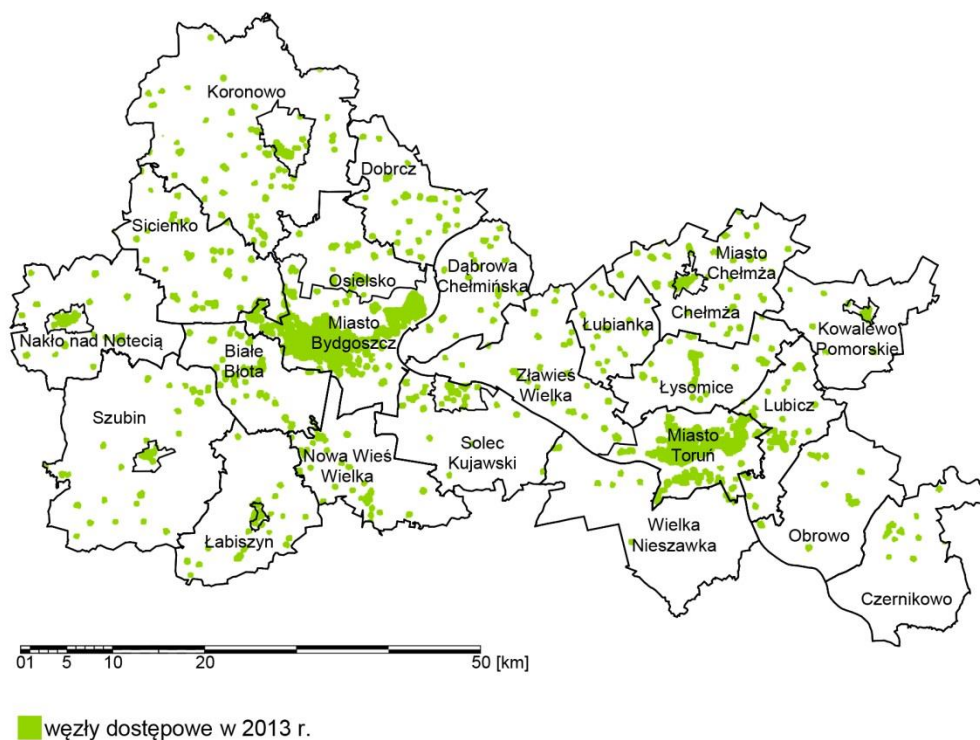 Koronowo
Dobrcz
Sicienko
Osielsko
Dąbrowa
Chełmińska
Miasto
Chełmża
Nakło nad Notecią
Białe
Błota
Miasto
Bydgoszcz
Łubianka
Chełmża
Kowalewo
Pomorskie
Szubin
Zławieś
Wielka
Łysomice
Lubicz
Nowa Wieś
Wielka
Solec
Kujawski
Miasto
Toruń
Łabiszyn
Wielka
Nieszawka
Obrowo
Czernikowo
01 5 10 20 50 [km]
węzły dostępowe w 2013 r.